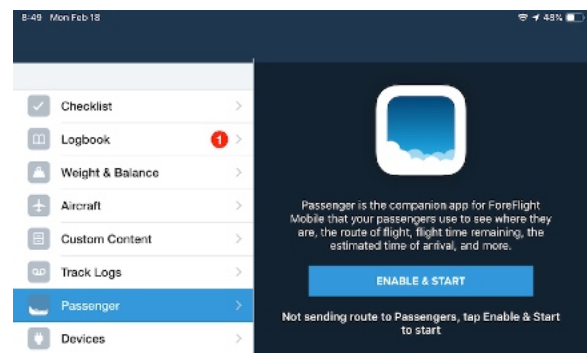 8:49 Mon Feb 18
48%
Checklist
Logbook
1
Weight & Balance
Aircraft
Custom Content
Track Logs
Passenger
Devices
Passenger is the companion app for ForeFlight
Mobile that your passengers use to see where they
are, the route of flight, flight time remaining, the
estimated time of arrival, and more.
ENABLE & START
Not sending route to Passengers, tap Enable & Start
to start